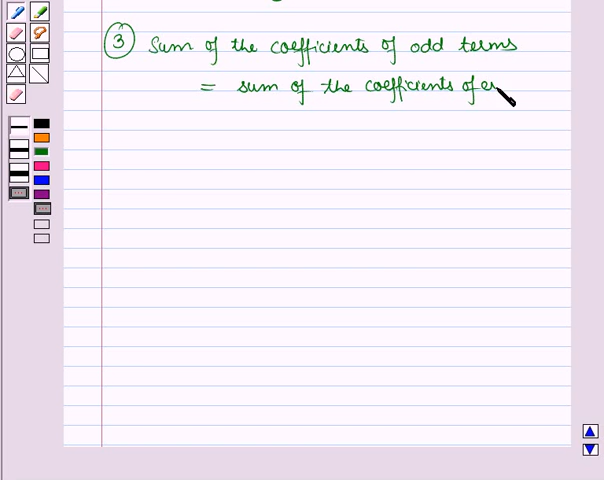 3 Sum of the coefficients of odd terms
= sum of the coefficients of